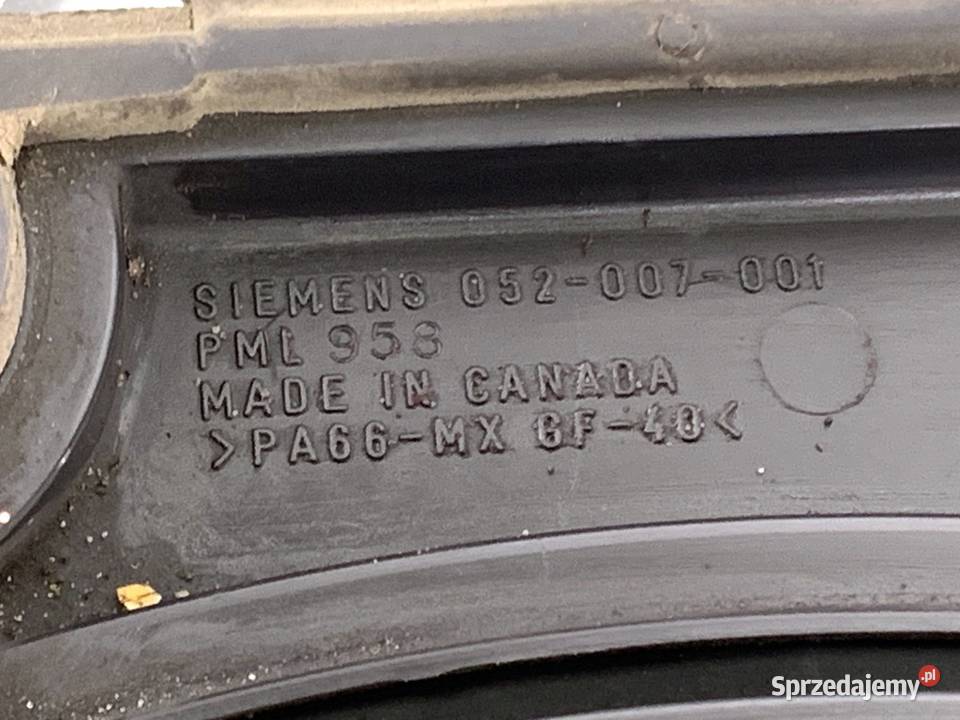 SIEMENS 052-007-001
PML 958
MADE IN CANADA
>PA66-MX GF-40<
Sprzedajemy.pl